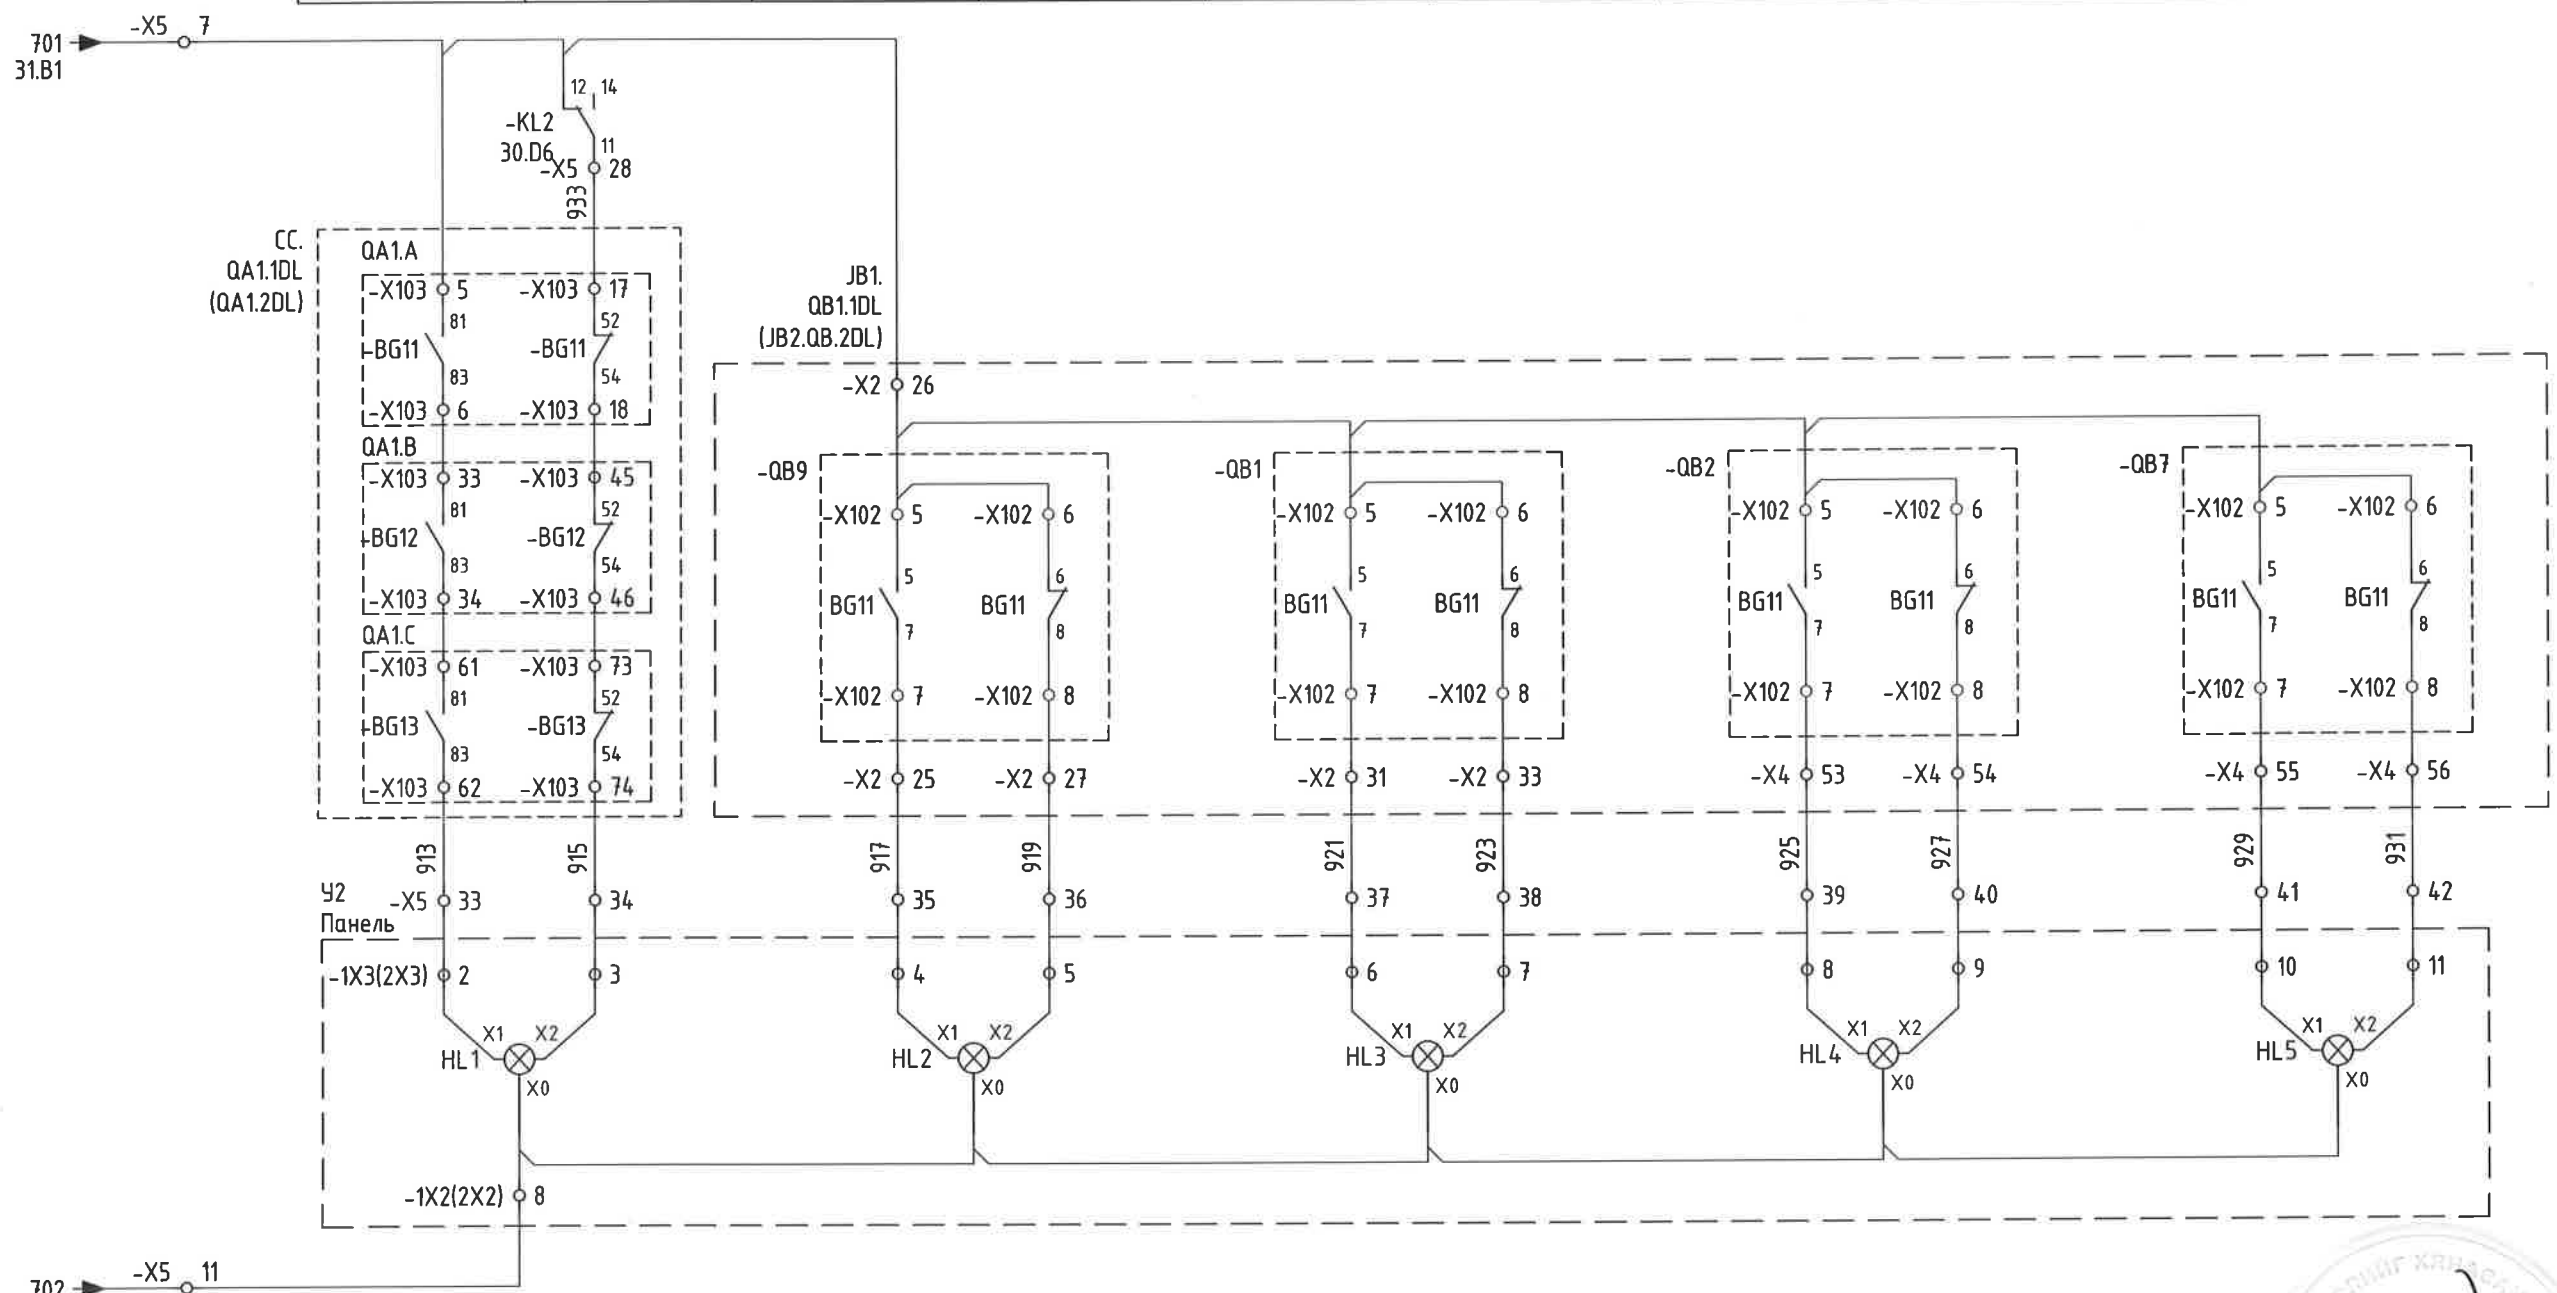 701
31.B1
-X5 7
12 14
-KL2
30.D6
11
-X5 28
933
CC.
QA1.1DL
(QA1.2DL)
QA1.A
-X103 5 -X103 17
81 52
-BG11 -BG11
83 54
-X103 6 -X103 18
QA1.B
-X103 33 -X103 45
81 52
-BG12 -BG12
83 54
-X103 34 -X103 46
QA1.C
-X103 61 -X103 73
81 52
-BG13 -BG13
83 54
-X103 62 -X103 74
JB1.
QB1.1DL
(JB2.QB.2DL)
-X2 26
-QB9 -QB1 -QB2 -QB7
-X102 5 -X102 6 -X102 5 -X102 6 -X102 5 -X102 6 -X102 5 -X102 6
5 6 5 6 5 6 5 6
BG11 BG11 BG11 BG11 BG11 BG11 BG11 BG11
7 8 7 8 7 8 7 8
-X102 7 -X102 8 -X102 7 -X102 8 -X102 7 -X102 8 -X102 7 -X102 8
-X2 25 -X2 27 -X2 31 -X2 33 -X4 53 -X4 54 -X4 55 -X4 56
913 915 917 919 921 923 925 927 929 931
У2
Панель
-X5 33 34 35 36 37 38 39 40 41 42
-1X3(2X3) 2 3 4 5 6 7 8 9 10 11
X1 X2 X1 X2 X1 X2 X1 X2 X1 X2
HL1 HL2 HL3 HL4 HL5
X0 X0 X0 X0 X0
-1X2(2X2) 8
702
-X5 11